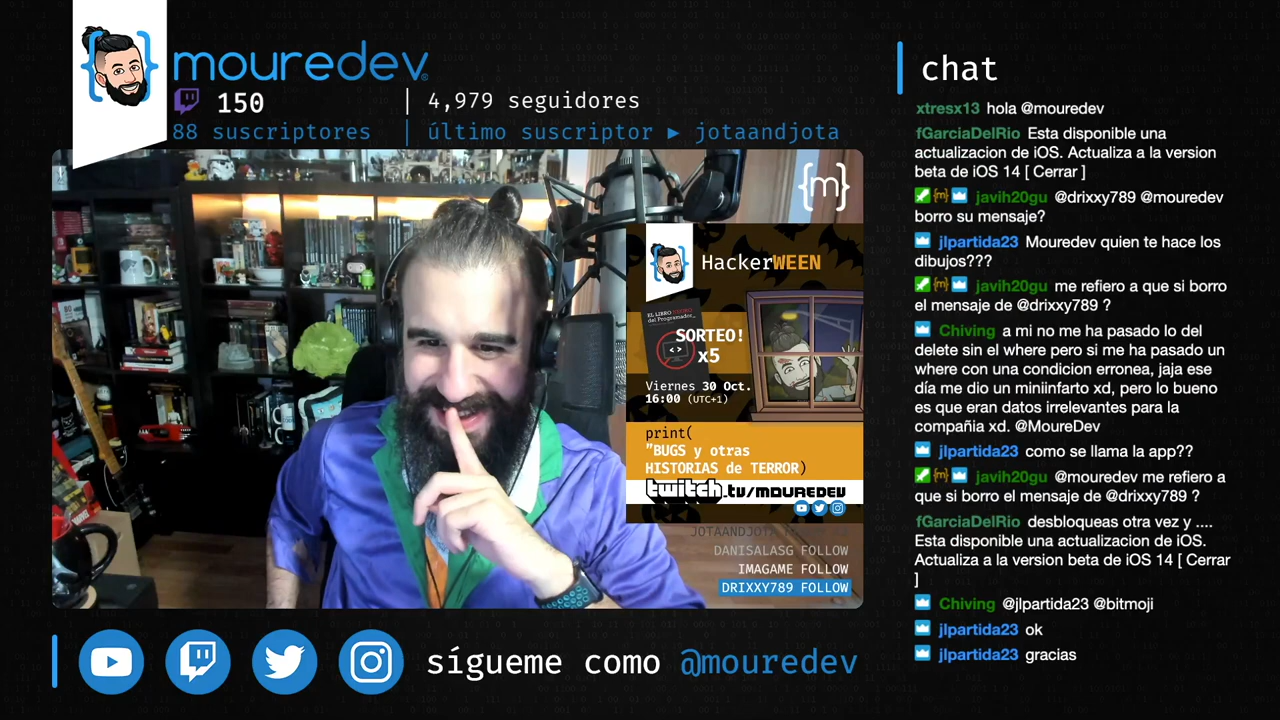 mouredev
150
4,979 seguidores
88 suscriptores
último suscriptor ► jotaandjota
{m}
HackerWEEN
EL LIBRO NEGRO
del Programador_
SORTEO!
x5
Viernes 30 Oct.
16:00 (UTC+1)
print(
"BUGS y otras
HISTORIAS de TERROR)
twitch.tv/MOUREDEV
JOTAANDJOTA
DANISALASG FOLLOW
IMAGAME FOLLOW
DRIXXY789 FOLLOW
sígueme como @mouredev
chat
xtresx13 hola @mouredev
fGarciaDelRio Esta disponible una
actualizacion de iOS. Actualiza a la version
beta de iOS 14 [ Cerrar ]
javih20gu @drixxy789 @mouredev
borro su mensaje?
jlpartida23 Mouredev quien te hace los
dibujos???
javih20gu me refiero a que si borro
el mensaje de @drixxy789 ?
Chiving a mi no me ha pasado lo del
delete sin el where pero si me ha pasado un
where con una condicion erronea, jaja ese
día me dio un miniinfarto xd, pero lo bueno
es que eran datos irrelevantes para la
compañia xd. @MoureDev
jlpartida23 como se llama la app??
javih20gu @mouredev me refiero a
que si borro el mensaje de @drixxy789 ?
fGarciaDelRio desbloqueas otra vez y ....
Esta disponible una actualizacion de iOS.
Actualiza a la version beta de iOS 14 [ Cerrar
]
Chiving @jlpartida23 @bitmoji
jlpartida23 ok
jlpartida23 gracias